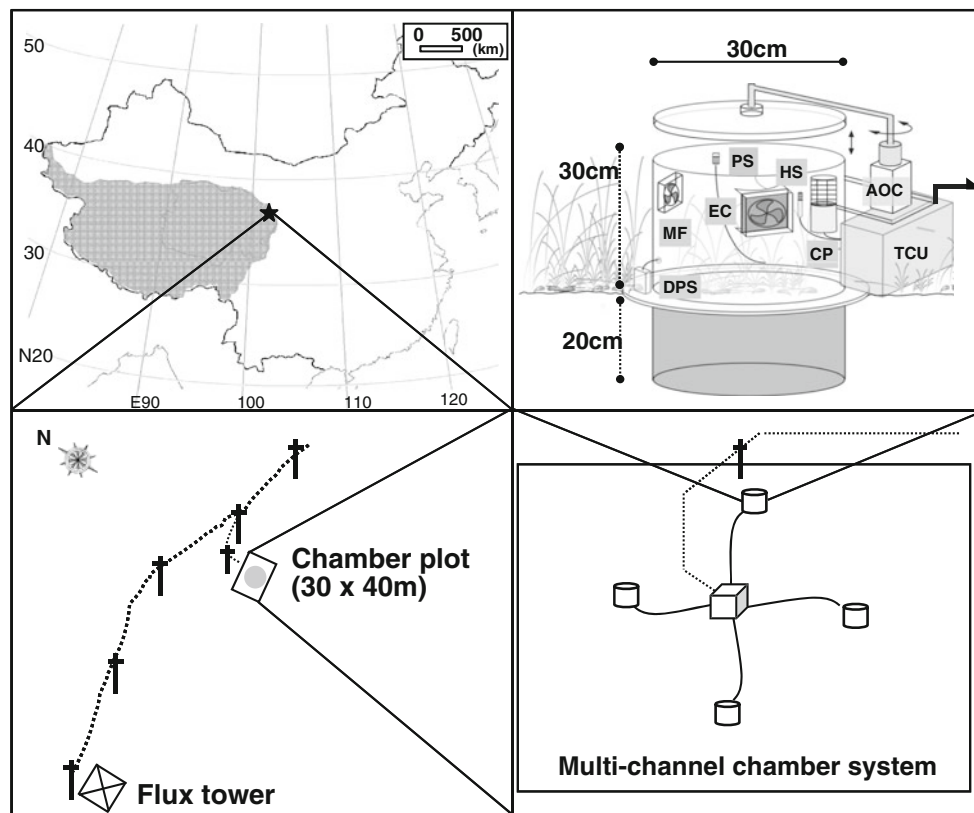 50
0 500
(km)
40
30
N20
E90
100
110
120
30cm
30cm
PS
HS
AOC
EC
MF
CP
TCU
DPS
20cm
N
Chamber plot
(30 x 40m)
Flux tower
Multi-channel chamber system